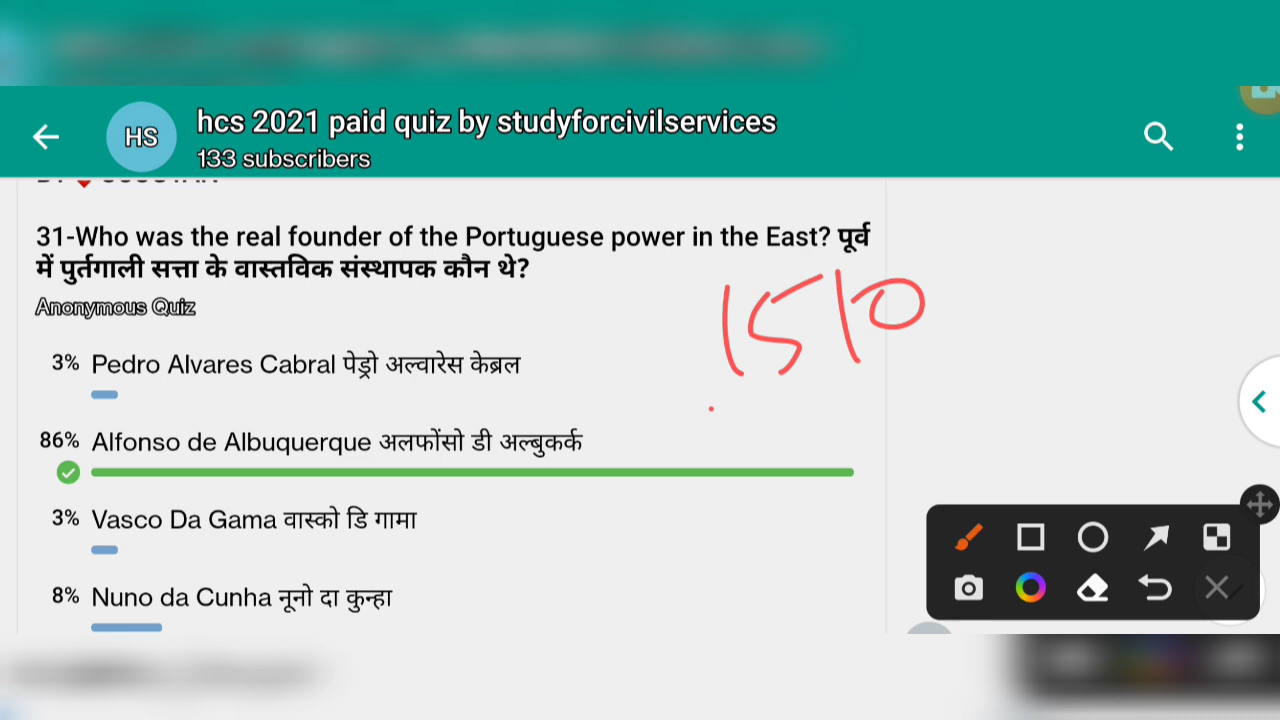 HS
hcs 2021 paid quiz by studyforcivilservices
133 subscribers
31-Who was the real founder of the Portuguese power in the East? पूर्व
में पुर्तगाली सत्ता के वास्तविक संस्थापक कौन थे?
Anonymous Quiz
1510
3% Pedro Alvares Cabral पेड्रो अल्वारेस केब्रल
86% Alfonso de Albuquerque अलफोंसो डी अल्बुकर्क
3% Vasco Da Gama वास्को डि गामा
8% Nuno da Cunha नूनो दा कुन्हा